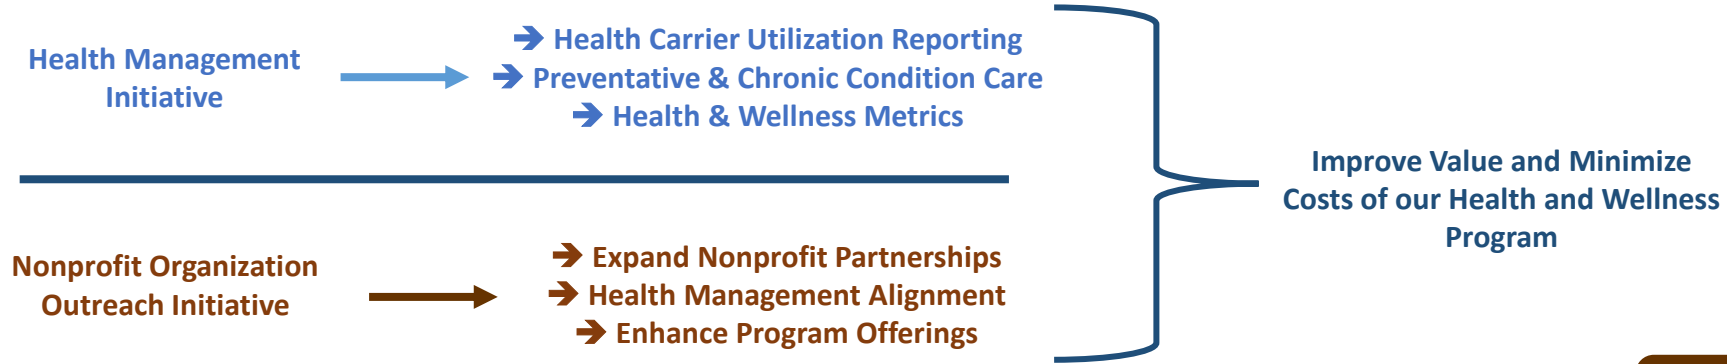 Health Management
Initiative
➔ Health Carrier Utilization Reporting
➔ Preventative & Chronic Condition Care
➔ Health & Wellness Metrics
Nonprofit Organization
Outreach Initiative
➔ Expand Nonprofit Partnerships
➔ Health Management Alignment
➔ Enhance Program Offerings
Improve Value and Minimize
Costs of our Health and Wellness
Program